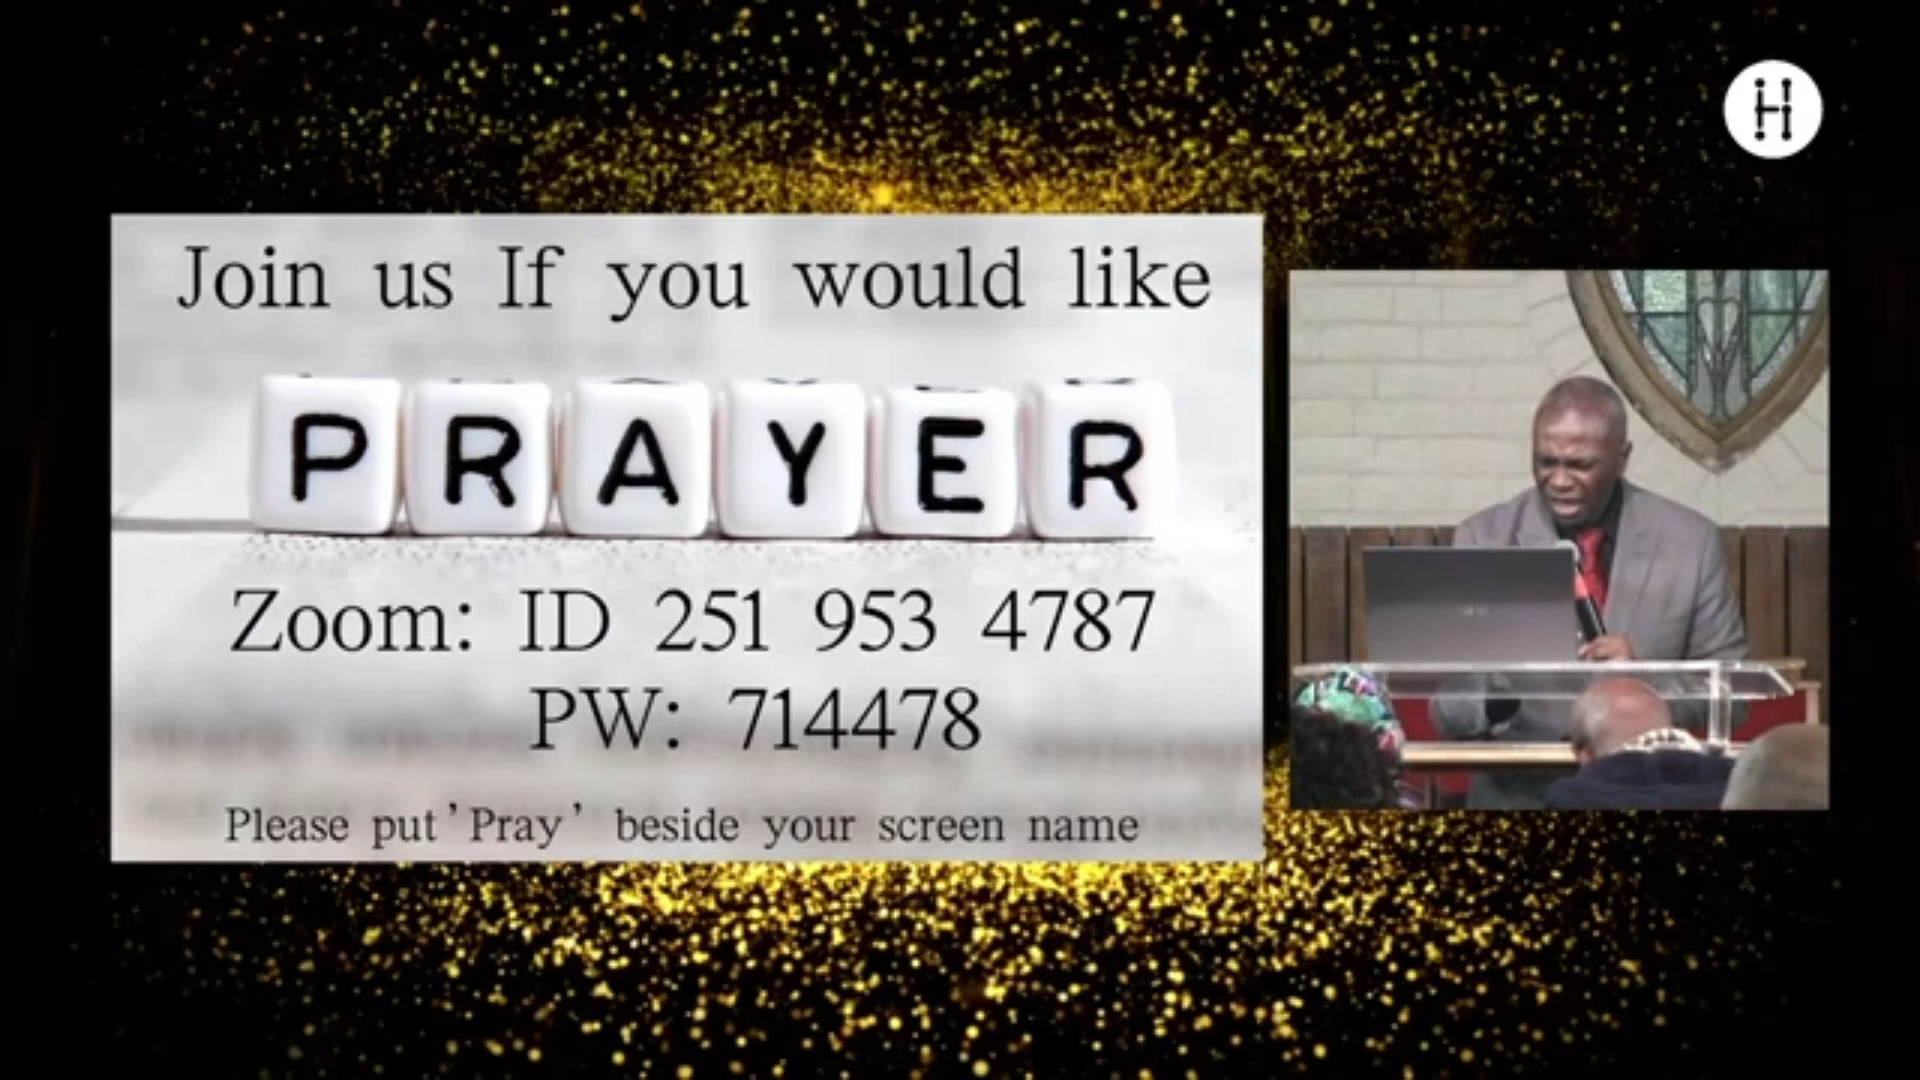 H
Join us If you would like
PRAYER
Zoom: ID 251 953 4787
PW: 714478
Please put 'Pray' beside your screen name